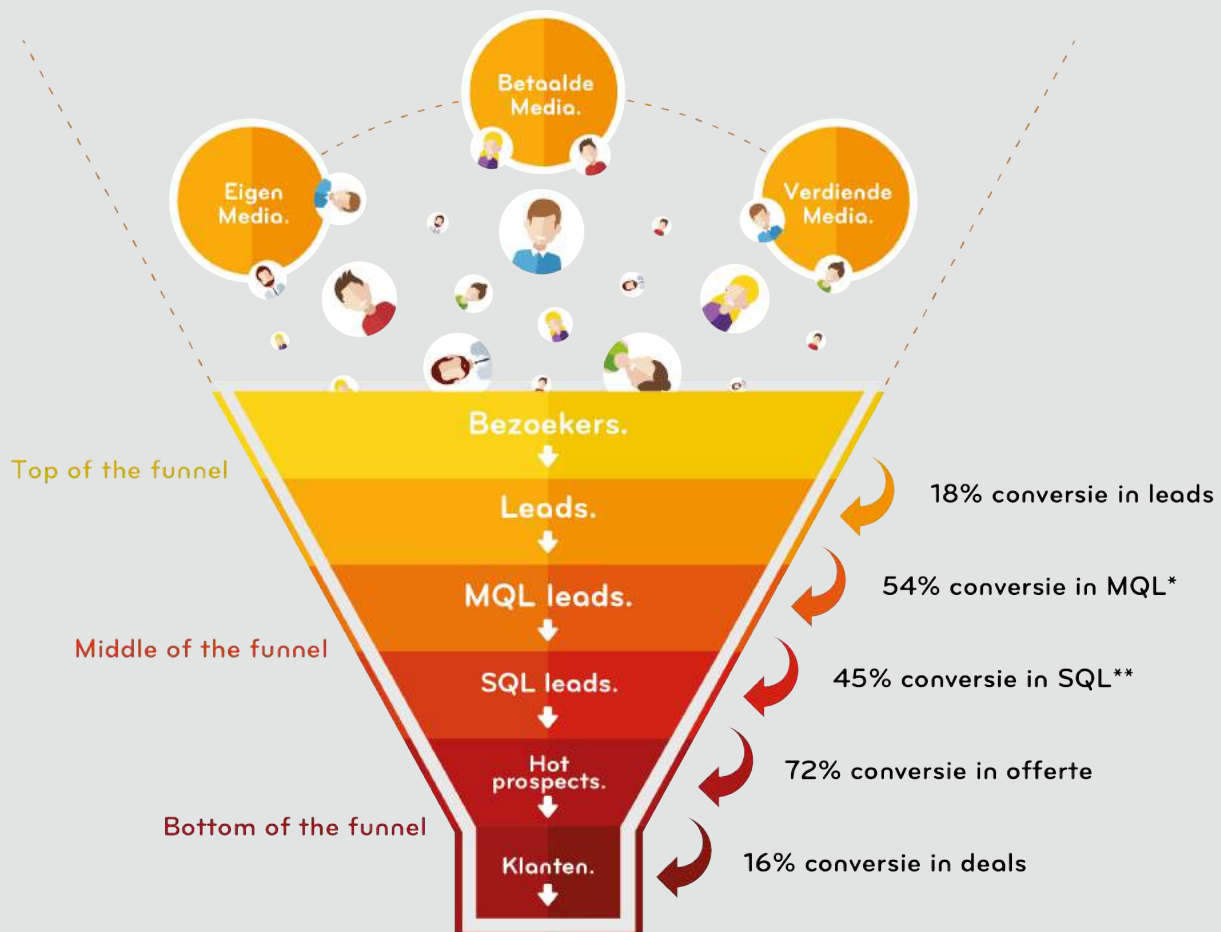 Betaalde
Media.
Eigen
Media.
Verdiende
Media.
Bezoekers.
Top of the funnel
18% conversie in leads
Leads.
54% conversie in MQL*
MQL leads.
Middle of the funnel
45% conversie in SQL**
SQL leads.
72% conversie in offerte
Hot
prospects.
Bottom of the funnel
16% conversie in deals
Klanten.